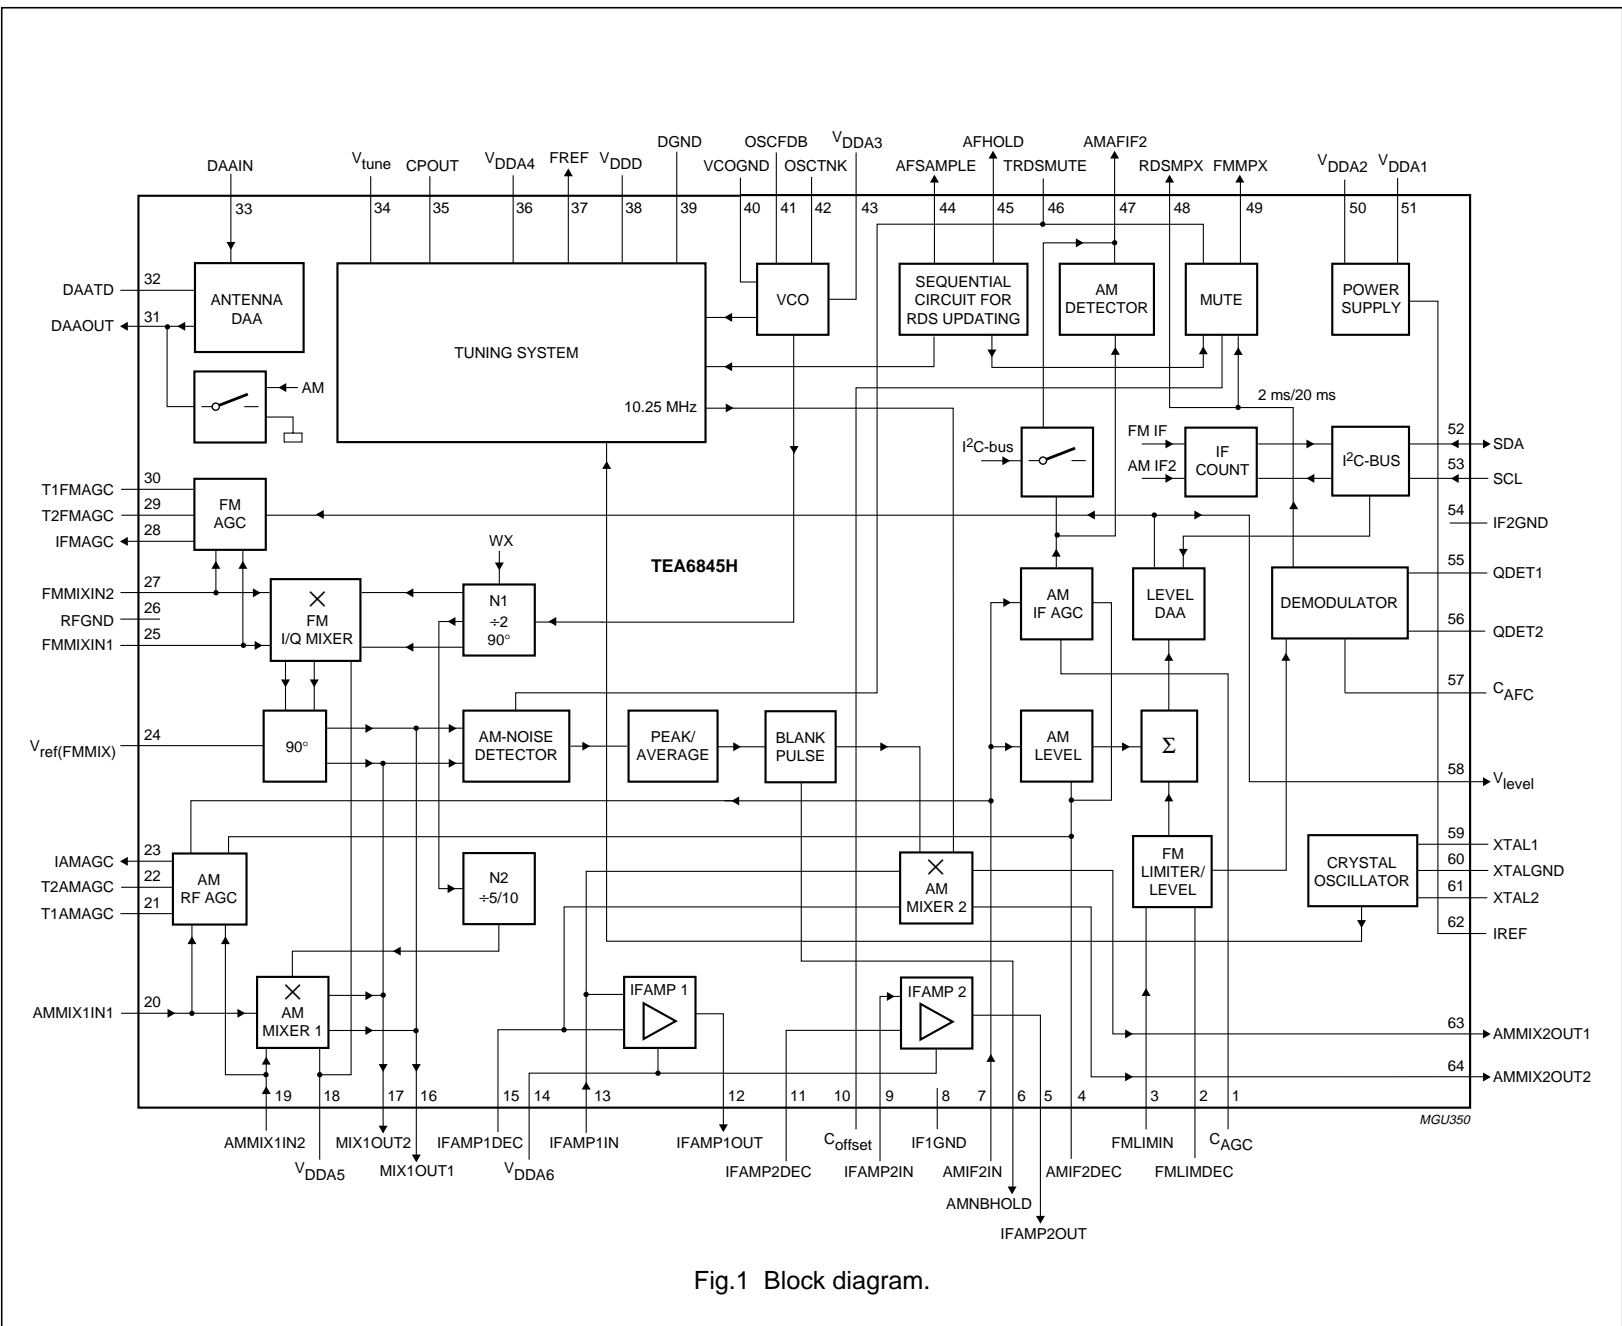 DAAIN
V_tune
CPOUT
V_DDA4
FREF
V_DDD
DGND
VCOGND
OSCFDB
OSCTNK
V_DDA3
AFSAMPLE
AFHOLD
TRDSMUTE
AMAFIF2
RDSMPX
FMMPX
V_DDA2
V_DDA1
33
34
35
36
37
38
39
40
41
42
43
44
45
46
47
48
49
50
51
DAATD
32
DAAOUT
31
ANTENNA
DAA
AM
TUNING SYSTEM
10.25 MHz
VCO
SEQUENTIAL
CIRCUIT FOR
RDS UPDATING
AM
DETECTOR
MUTE
POWER
SUPPLY
2 ms/20 ms
I²C-bus
FM IF
AM IF2
IF
COUNT
I²C-BUS
52
SDA
53
SCL
54
IF2GND
55
QDET1
56
QDET2
57
C_AFC
58
V_level
59
XTAL1
60
XTALGND
61
XTAL2
62
IREF
63
AMMIX2OUT1
64
AMMIX2OUT2
T1FMAGC
30
T2FMAGC
29
IFMAGC
28
FM
AGC
FMMIXIN2
27
RFGND
26
FMMIXIN1
25
×
FM
I/Q MIXER
WX
N1
÷2
90°
TEA6845H
AM
IF AGC
LEVEL
DAA
DEMODULATOR
V_ref(FMMIX)
24
90°
AM-NOISE
DETECTOR
PEAK/
AVERAGE
BLANK
PULSE
AM
LEVEL
Σ
IAMAGC
23
T2AMAGC
22
T1AMAGC
21
AM
RF AGC
N2
÷5/10
×
AM
MIXER 2
FM
LIMITER/
LEVEL
CRYSTAL
OSCILLATOR
AMMIX1IN1
20
×
AM
MIXER 1
IFAMP 1
IFAMP 2
19
18
17
16
15
14
13
12
11
10
9
8
7
6
5
4
3
2
1
MGU350
AMMIX1IN2
V_DDA5
MIX1OUT2
MIX1OUT1
IFAMP1DEC
V_DDA6
IFAMP1IN
IFAMP1OUT
IFAMP2DEC
C_offset
IFAMP2IN
IF1GND
AMIF2IN
AMNBHOLD
IFAMP2OUT
AMIF2DEC
FMLIMIN
FMLIMDEC
C_AGC
Fig.1 Block diagram.